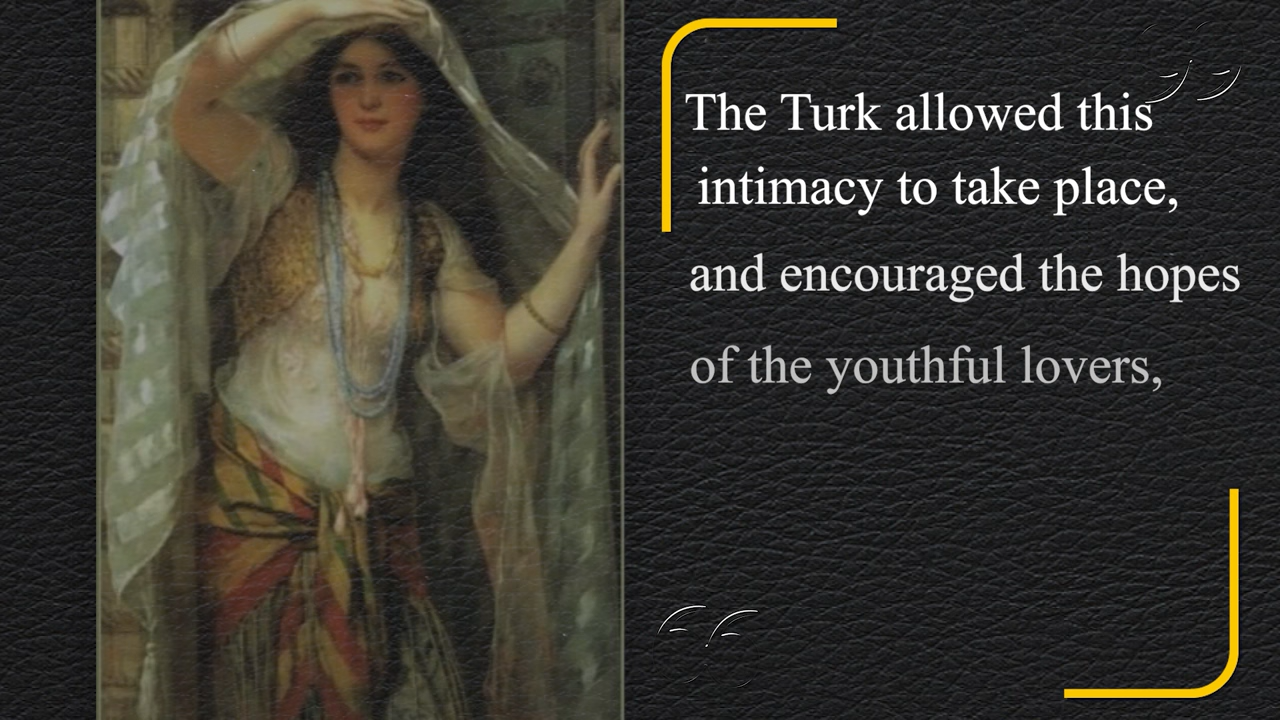 The Turk allowed this
intimacy to take place,
and encouraged the hopes
of the youthful lovers,